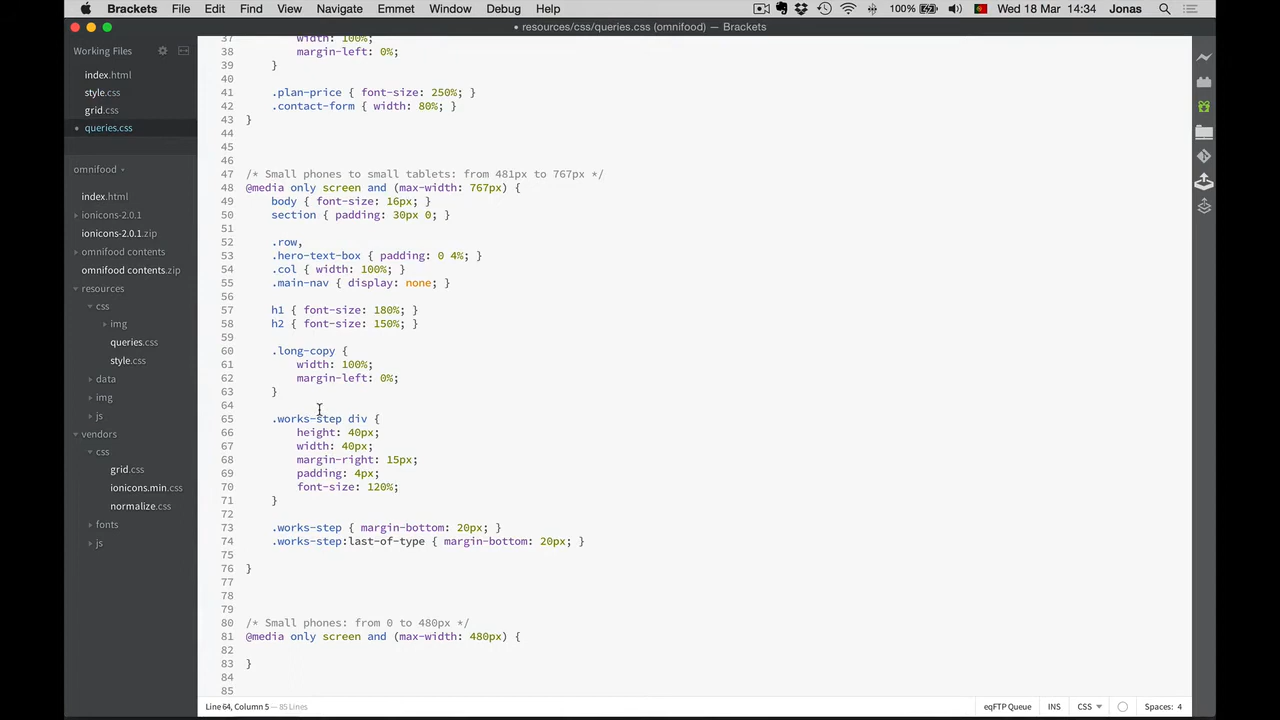 Brackets File Edit Find View Navigate Emmet Window Debug Help 100% Wed 18 Mar 14:34 Jonas
• resources/css/queries.css (omnifood) — Brackets
Working Files
index.html
style.css
grid.css
queries.css
omnifood
index.html
ionicons-2.0.1
ionicons-2.0.1.zip
omnifood contents
omnifood contents.zip
resources
css
img
queries.css
style.css
data
img
js
vendors
css
grid.css
ionicons.min.css
normalize.css
fonts
js
37 width: 100%;
38 margin-left: 0%;
39 }
40
41 .plan-price { font-size: 250%; }
42 .contact-form { width: 80%; }
43 }
44
45
46
47 /* Small phones to small tablets: from 481px to 767px */
48 @media only screen and (max-width: 767px) {
49 body { font-size: 16px; }
50 section { padding: 30px 0; }
51
52 .row,
53 .hero-text-box { padding: 0 4%; }
54 .col { width: 100%; }
55 .main-nav { display: none; }
56
57 h1 { font-size: 180%; }
58 h2 { font-size: 150%; }
59
60 .long-copy {
61 width: 100%;
62 margin-left: 0%;
63 }
64
65 .works-step div {
66 height: 40px;
67 width: 40px;
68 margin-right: 15px;
69 padding: 4px;
70 font-size: 120%;
71 }
72
73 .works-step { margin-bottom: 20px; }
74 .works-step:last-of-type { margin-bottom: 20px; }
75
76 }
77
78
79
80 /* Small phones: from 0 to 480px */
81 @media only screen and (max-width: 480px) {
82
83 }
84
85
Line 64, Column 5 — 85 Lines
eqFTP Queue INS CSS Spaces: 4